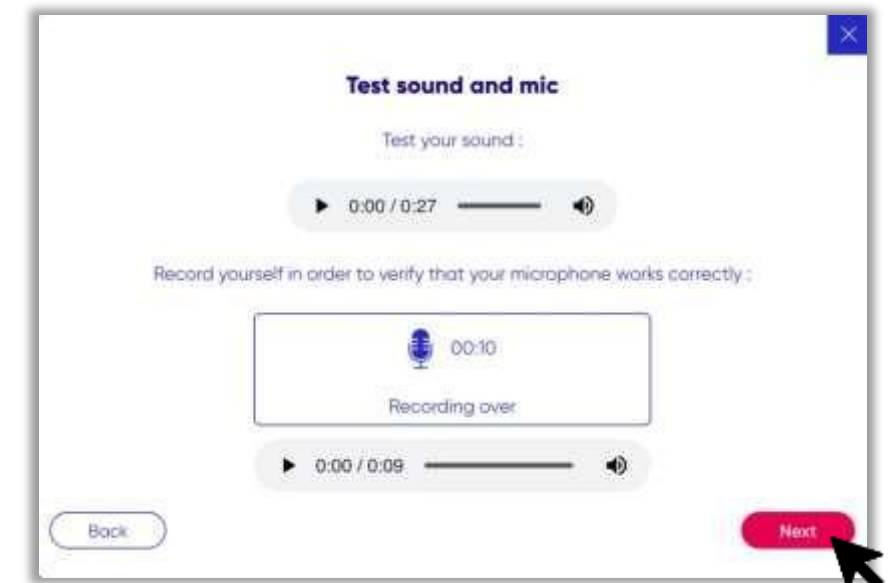 Test sound and mic
Test your sound :
0:00 / 0:27
Record yourself in order to verify that your microphone works correctly :
00:10
Recording over
0:00 / 0:09
Back
Next